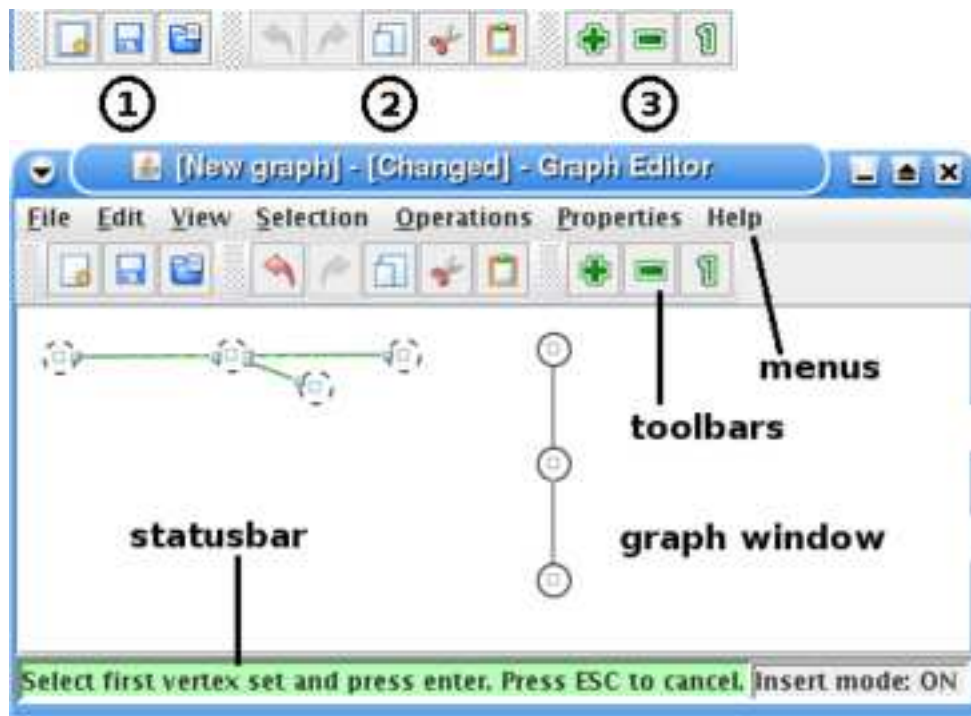 1 2 3
[New graph] - [Changed] - Graph Editor
File Edit View Selection Operations Properties Help
menus
toolbars
statusbar
graph window
Select first vertex set and press enter. Press ESC to cancel. Insert mode: ON